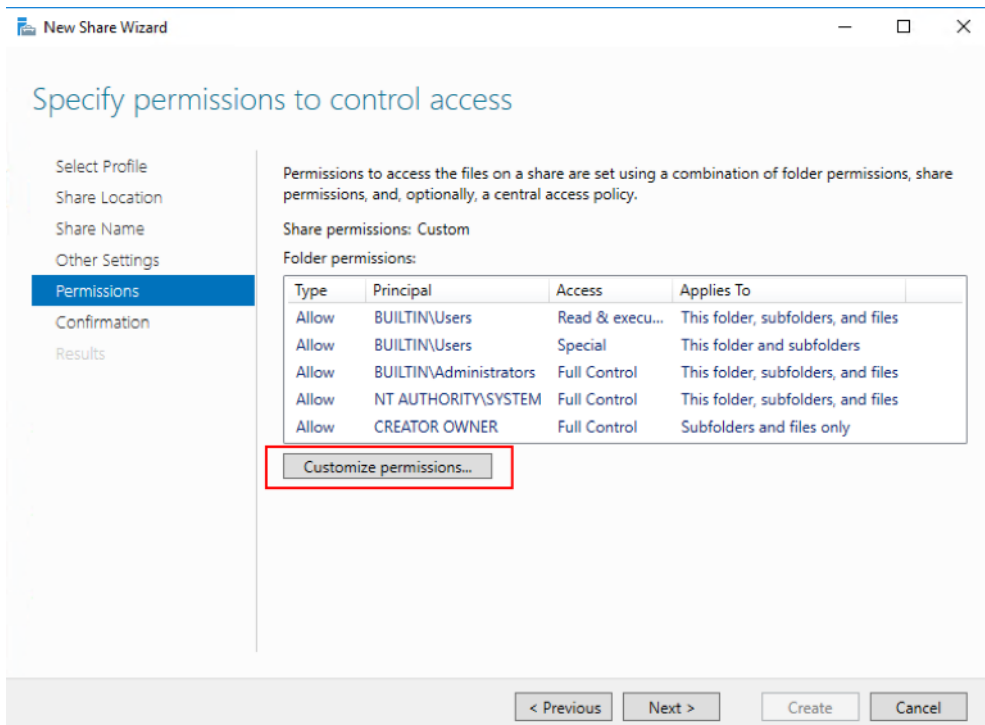 New Share Wizard
Specify permissions to control access
Select Profile
Share Location
Share Name
Other Settings
Permissions
Confirmation
Results
Permissions to access the files on a share are set using a combination of folder permissions, share
permissions, and, optionally, a central access policy.
Share permissions: Custom
Folder permissions:
Type Principal Access Applies To
Allow BUILTIN\Users Read & execu... This folder, subfolders, and files
Allow BUILTIN\Users Special This folder and subfolders
Allow BUILTIN\Administrators Full Control This folder, subfolders, and files
Allow NT AUTHORITY\SYSTEM Full Control This folder, subfolders, and files
Allow CREATOR OWNER Full Control Subfolders and files only
Customize permissions...
< Previous Next > Create Cancel